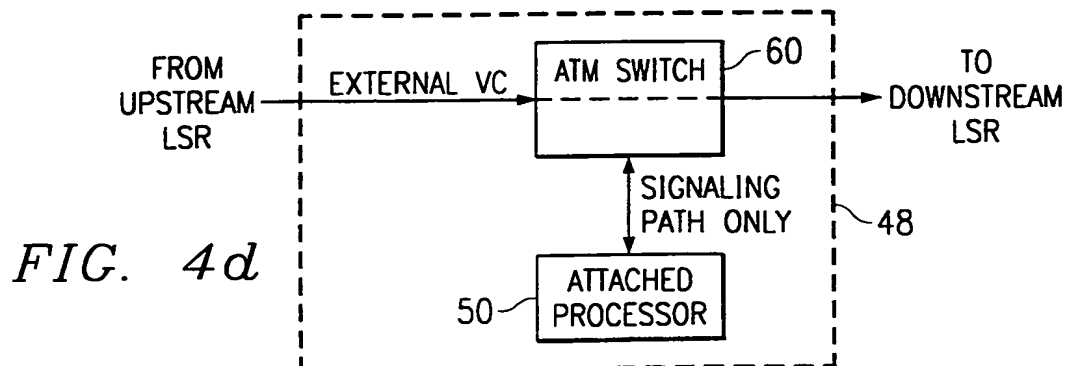 FROM
UPSTREAM
LSR
EXTERNAL VC
ATM SWITCH
60
TO
DOWNSTREAM
LSR
SIGNALING
PATH ONLY
48
FIG. 4d
50
ATTACHED
PROCESSOR